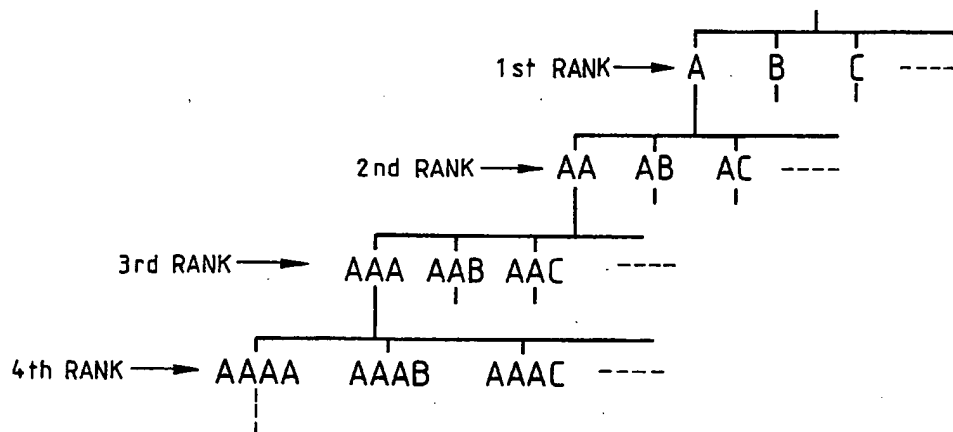 1st RANK A B C
2nd RANK AA AB AC
3rd RANK AAA AAB AAC
4th RANK AAAA AAAB AAAC